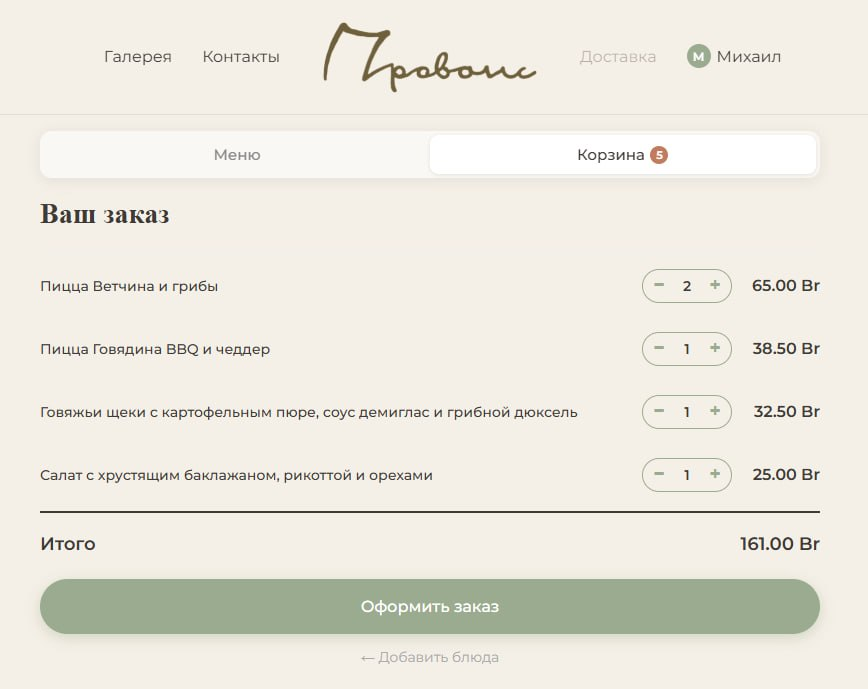 Галерея Контакты Прованс Доставка М Михаил
Меню Корзина 5
Ваш заказ
Пицца Ветчина и грибы − 2 + 65.00 Br
Пицца Говядина BBQ и чеддер − 1 + 38.50 Br
Говяжьи щеки с картофельным пюре, соус демиглас и грибной дюксель − 1 + 32.50 Br
Салат с хрустящим баклажаном, рикоттой и орехами − 1 + 25.00 Br
Итого 161.00 Br
Оформить заказ
← Добавить блюда